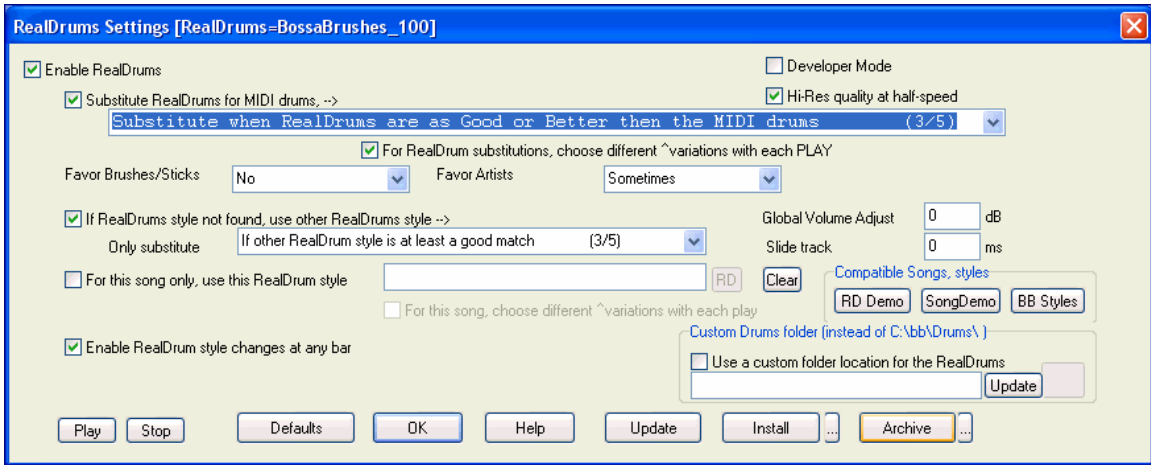 RealDrums Settings [RealDrums=BossaBrushes_100]
Enable RealDrums
Developer Mode
Substitute RealDrums for MIDI drums, -->
Hi-Res quality at half-speed
Substitute when RealDrums are as Good or Better then the MIDI drums (3/5)
For RealDrum substitutions, choose different ^variations with each PLAY
Favor Brushes/Sticks No Favor Artists Sometimes
If RealDrums style not found, use other RealDrums style -->
Global Volume Adjust 0 dB
Only substitute If other RealDrum style is at least a good match (3/5)
Slide track 0 ms
For this song only, use this RealDrum style RD Clear
Compatible Songs, styles
RD Demo SongDemo BB Styles
For this song, choose different ^variations with each play
Custom Drums folder (instead of C:\bb\Drums\ )
Enable RealDrum style changes at any bar
Use a custom folder location for the RealDrums
Update
Play Stop Defaults OK Help Update Install ... Archive ...